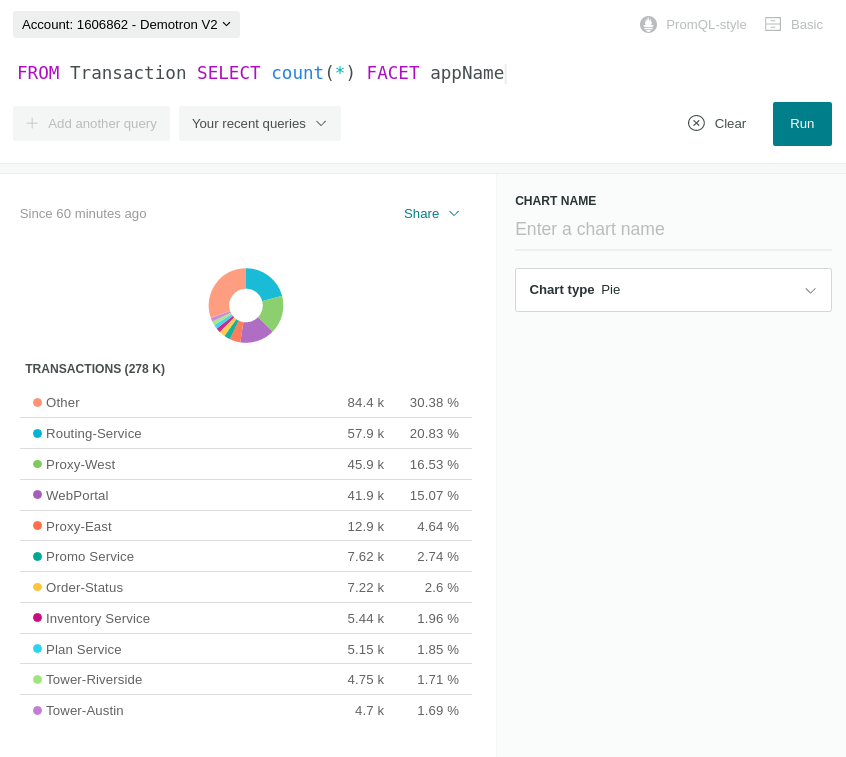 Account: 1606862 - Demotron V2
PromQL-style
Basic
FROM Transaction SELECT count(*) FACET appName
Add another query
Your recent queries
Clear
Run
Since 60 minutes ago
Share
CHART NAME
Enter a chart name
Chart type Pie
TRANSACTIONS (278 K)
Other 84.4 k 30.38 %
Routing-Service 57.9 k 20.83 %
Proxy-West 45.9 k 16.53 %
WebPortal 41.9 k 15.07 %
Proxy-East 12.9 k 4.64 %
Promo Service 7.62 k 2.74 %
Order-Status 7.22 k 2.6 %
Inventory Service 5.44 k 1.96 %
Plan Service 5.15 k 1.85 %
Tower-Riverside 4.75 k 1.71 %
Tower-Austin 4.7 k 1.69 %